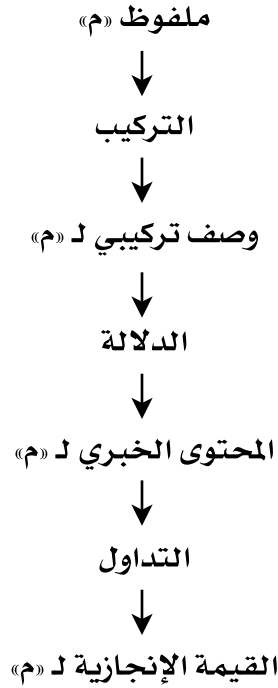 ملفوظ «م»
التركيب
وصف تركيبي لـ «م»
الدلالة
المحتوى الخبري لـ «م»
التداول
القيمة الإنجازية لـ «م»